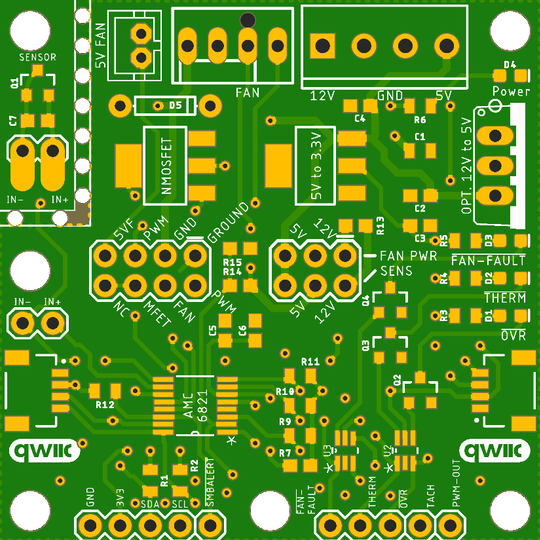 SENSOR
Q1
C7
IN- IN+
5V FAN
FAN
12V GND 5V
D4
Power
D5
C4
R6
C1
NMOSFET
5V to 3.3V
OPT.12V to 5V
C2
C3
R13
R5 D3
FAN-FAULT
R4 D2
THERM
R3 D1
OVR
5VF PWM GND GROUND
R15
R14
NC MFET FAN PWM
5V 12V
FAN PWR
SENS
5V 12V
Q4
Q3
Q2
IN- IN+
C5 C6
R11
R10
R9
R7
R12
AMC
6821
U3
U2
qwiic
qwiic
R1
R2
GND 3V3 SDA SCL SMBALERT
FAN-
FAULT
THERM OVR TACH PWM-OUT